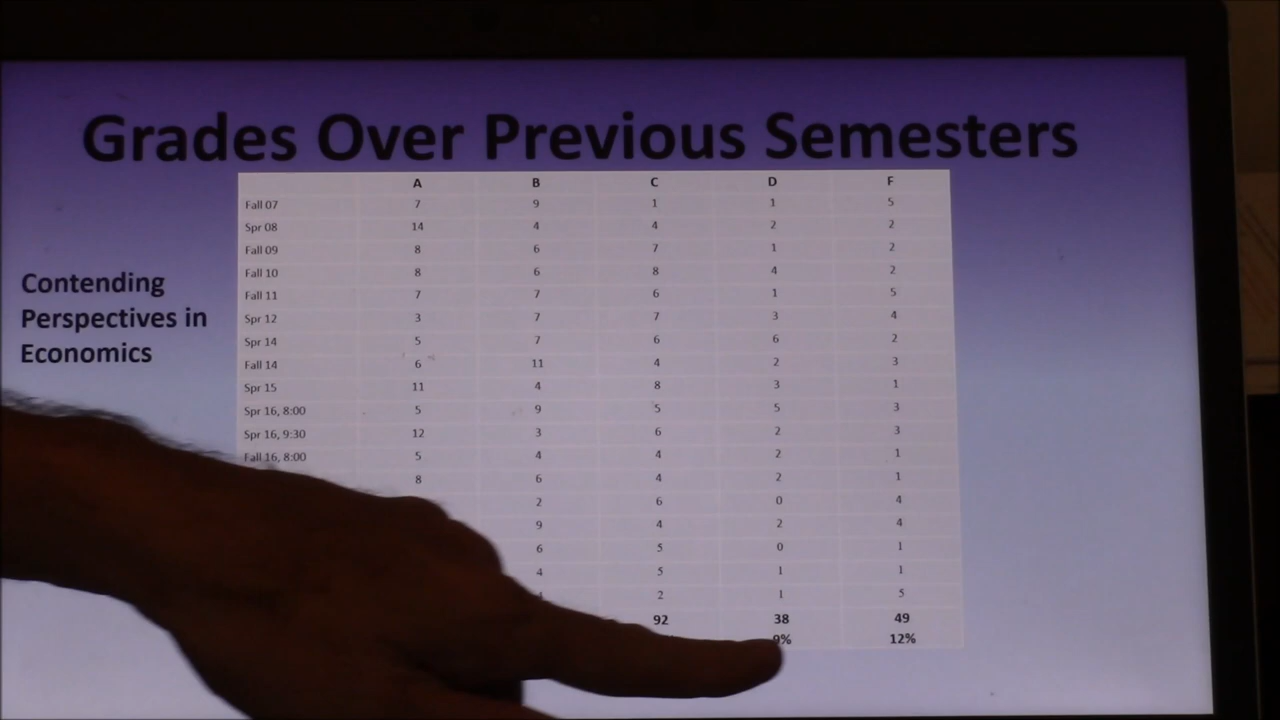 Grades Over Previous Semesters
Contending
Perspectives in
Economics
A B C D F
Fall 07 7 9 1 1 5
Spr 08 14 4 4 2 2
Fall 09 8 6 7 1 2
Fall 10 8 6 8 4 2
Fall 11 7 7 6 1 5
Spr 12 3 7 7 3 4
Spr 14 5 7 6 6 2
Fall 14 6 11 4 2 3
Spr 15 11 4 8 3 1
Spr 16, 8:00 5 9 5 5 3
Spr 16, 9:30 12 3 6 2 3
Fall 16, 8:00 5 4 4 2 1
8 6 4 2 1
2 6 0 4
9 4 2 4
6 5 0 1
4 5 1 1
2 1 5
92 38 49
9% 12%